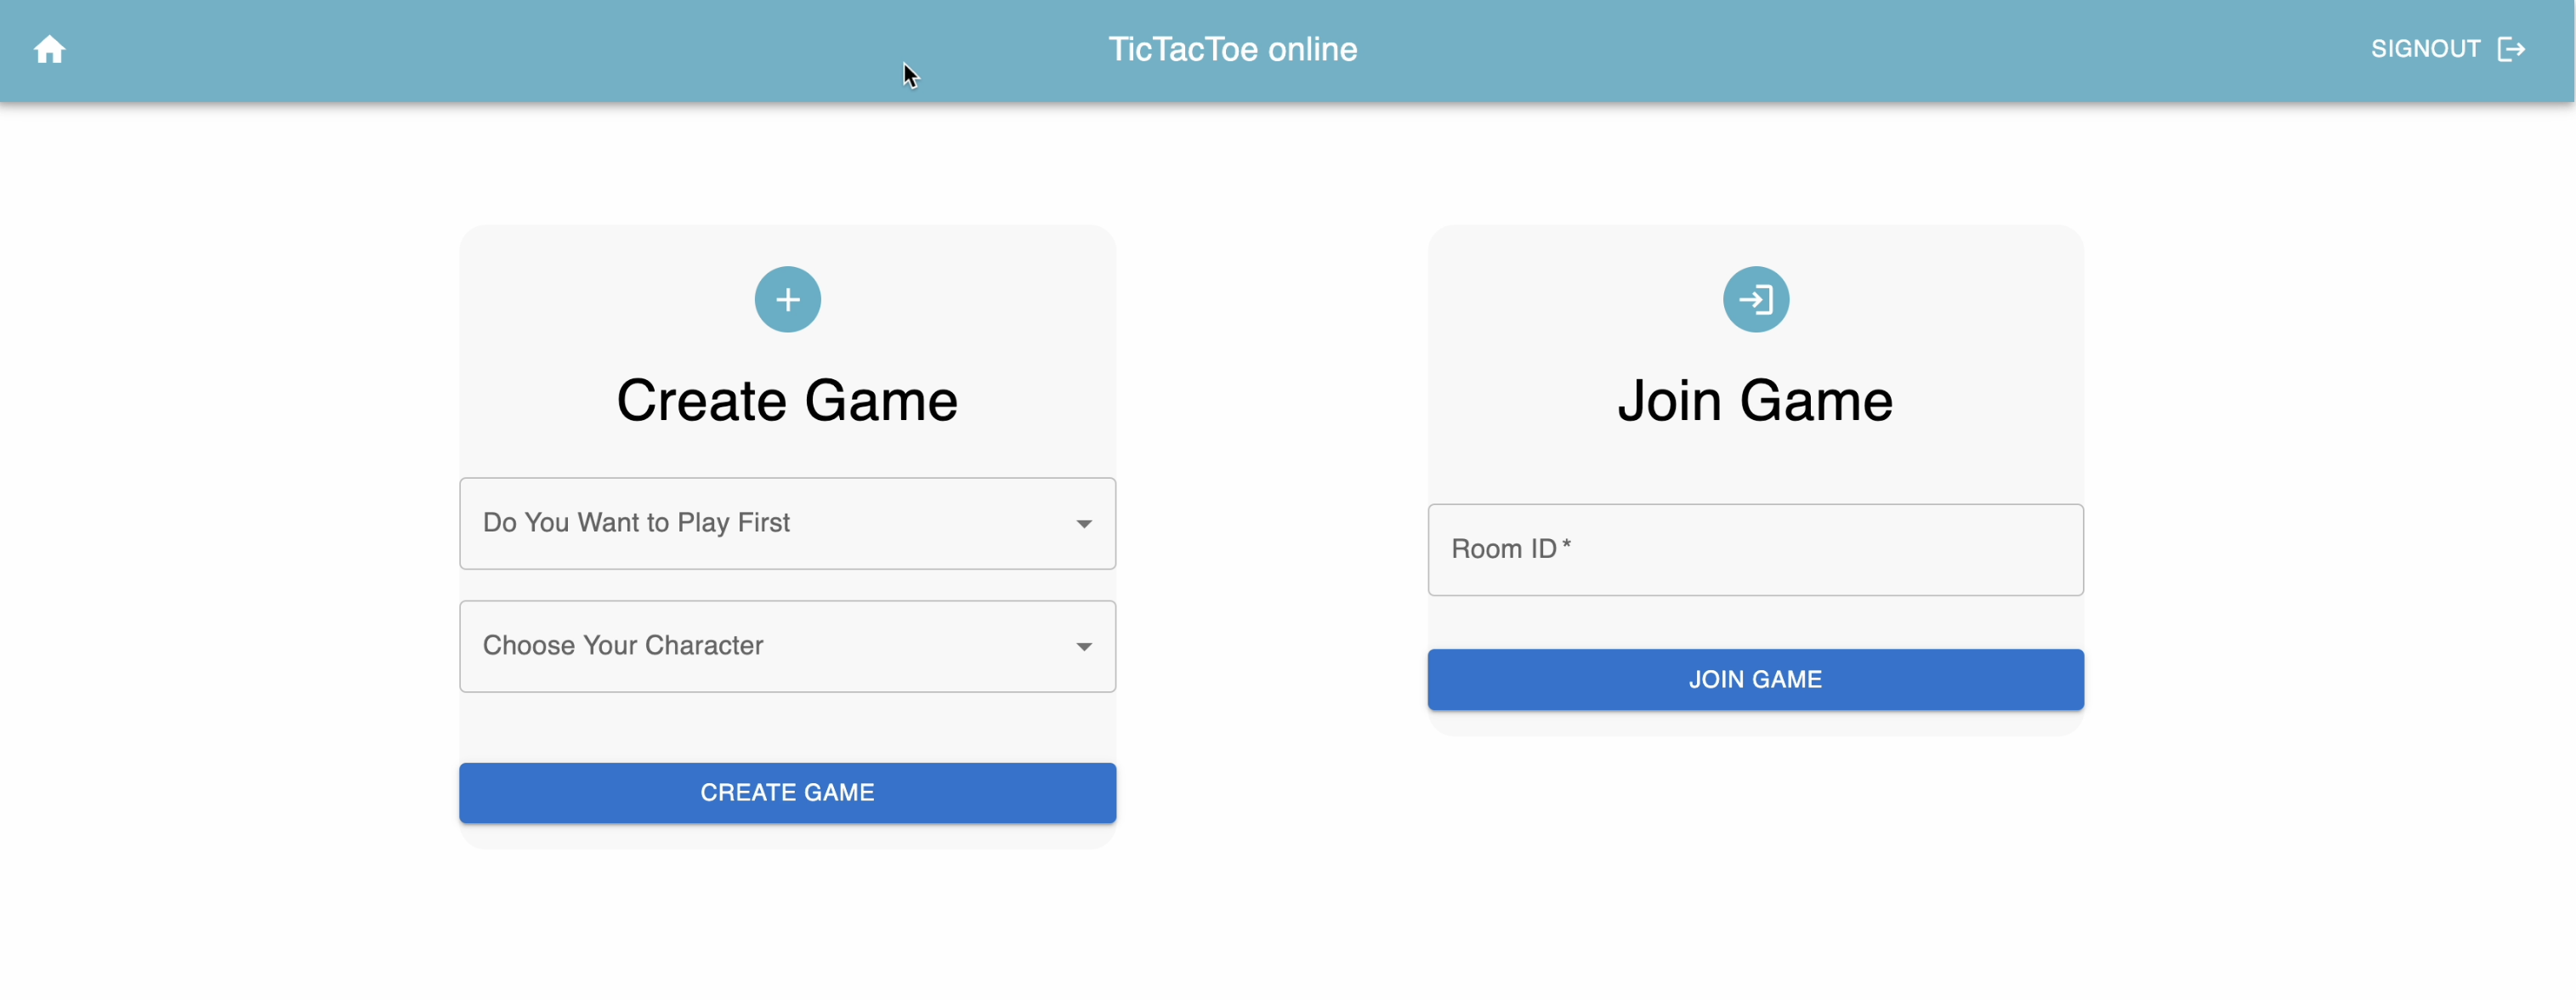 TicTacToe online
SIGNOUT
Create Game
Do You Want to Play First
Choose Your Character
CREATE GAME
Join Game
Room ID *
JOIN GAME